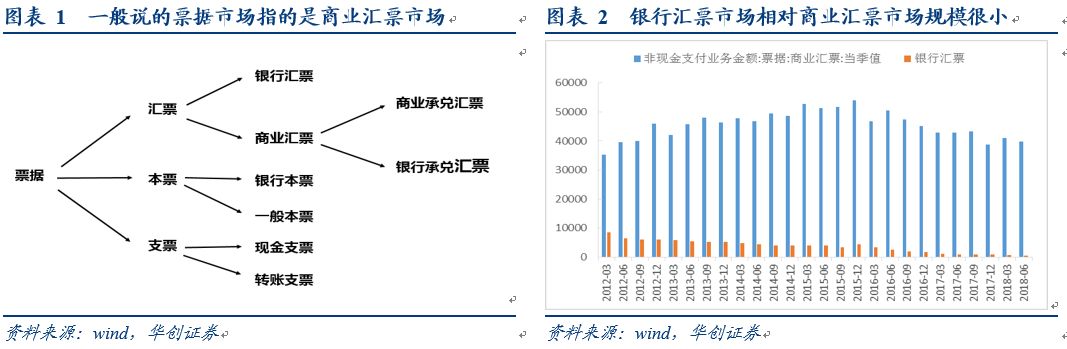 图表 1 一般说的票据市场指的是商业汇票市场
票据
汇票
本票
支票
银行汇票
商业汇票
银行本票
一般本票
现金支票
转账支票
商业承兑汇票
银行承兑汇票
资料来源：wind，华创证券
图表 2 银行汇票市场相对商业汇票市场规模很小
非现金支付业务金额:票据:商业汇票:当季值 银行汇票
60000
50000
40000
30000
20000
10000
0
2012-03
2012-06
2012-09
2012-12
2013-03
2013-06
2013-09
2013-12
2014-03
2014-06
2014-09
2014-12
2015-03
2015-06
2015-09
2015-12
2016-03
2016-06
2016-09
2016-12
2017-03
2017-06
2017-09
2017-12
2018-03
2018-06
资料来源：wind，华创证券